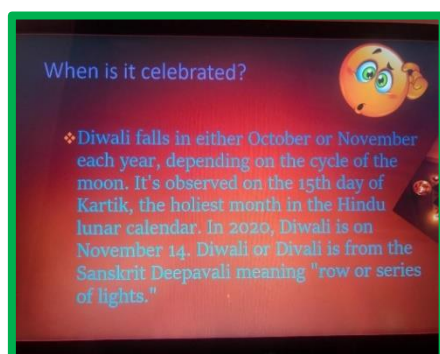 When is it celebrated?
❖Diwali falls in either October or November
each year, depending on the cycle of the
moon. It's observed on the 15th day of
Kartik, the holiest month in the Hindu
lunar calendar. In 2020, Diwali is on
November 14. Diwali or Divali is from the
Sanskrit Deepavali meaning "row or series
of lights."